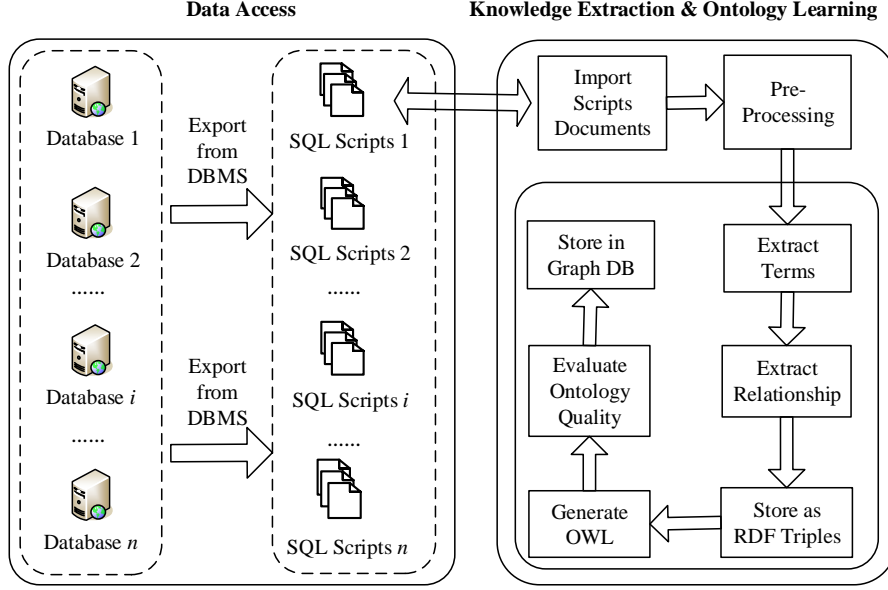 Data Access
Knowledge Extraction & Ontology Learning
Database 1
Database 2
......
Database i
......
Database n
Export
from
DBMS
Export
from
DBMS
SQL Scripts 1
SQL Scripts 2
......
SQL Scripts i
......
SQL Scripts n
Import
Scripts
Documents
Pre-
Processing
Extract
Terms
Extract
Relationship
Store as
RDF Triples
Generate
OWL
Evaluate
Ontology
Quality
Store in
Graph DB